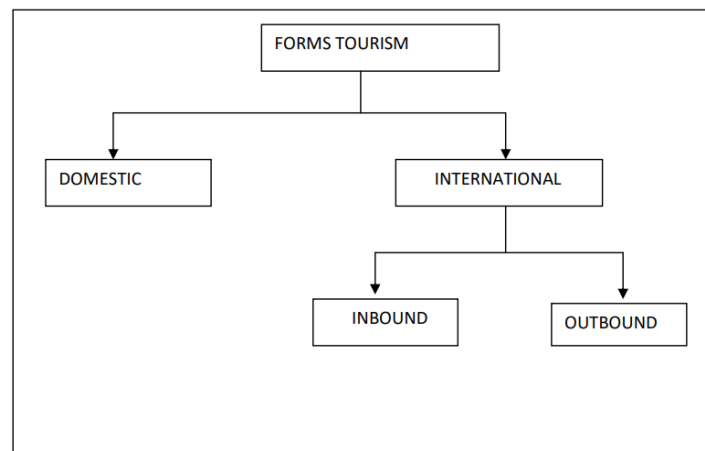 FORMS TOURISM
DOMESTIC
INTERNATIONAL
INBOUND
OUTBOUND